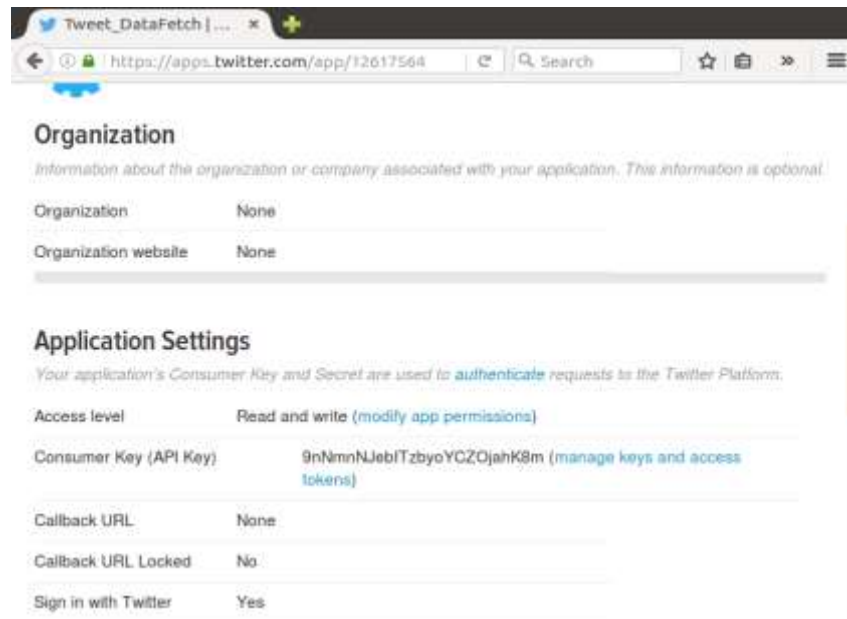 Tweet_DataFetch | ...
https://apps.twitter.com/app/12617564 Search
Organization
Information about the organization or company associated with your application. This information is optional.
Organization None
Organization website None
Application Settings
Your application's Consumer Key and Secret are used to authenticate requests to the Twitter Platform.
Access level Read and write (modify app permissions)
Consumer Key (API Key) 9nNmnNJebITzbyoYCZOjahK8m (manage keys and access
tokens)
Callback URL None
Callback URL Locked No
Sign in with Twitter Yes